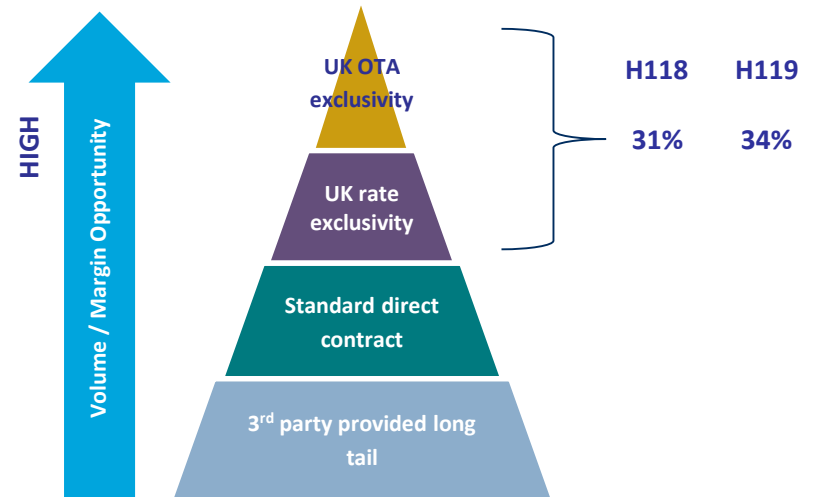 UK OTA
exclusivity
H118 H119
HIGH
31% 34%
Volume / Margin Opportunity
UK rate
exclusivity
Standard direct
contract
3rd party provided long
tail